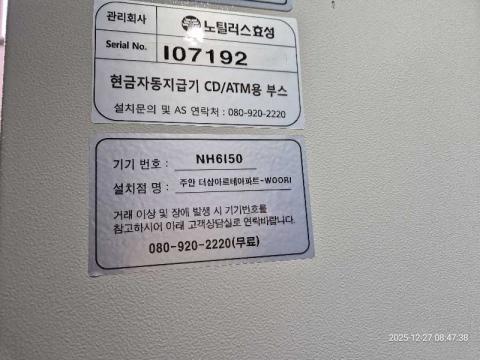 관리회사 노틸러스효성
Serial No. I07192
현금자동지급기 CD/ATM용 부스
설치문의 및 AS 연락처 : 080-920-2220
기기 번호 : NH6I50
설치점 명 : 주안 더삼아르테아파트-WOORI
거래 이상 및 장애 발생 시 기기번호를
참고하시어 아래 고객상담실로 연락바랍니다.
080-920-2220(무료)
2025-12-27 08:47:38